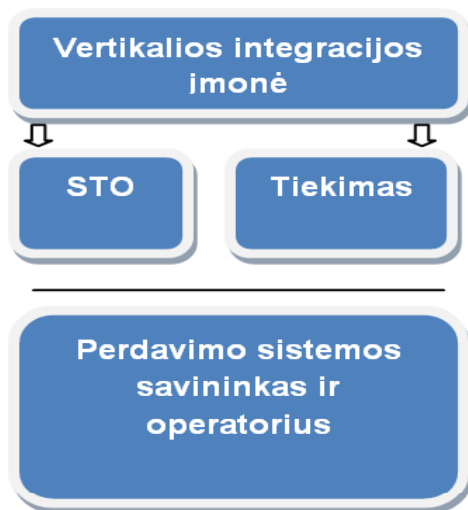 Vertikalios integracijos
įmonė
STO
Tiekimas
Perdavimo sistemos
savininkas ir
operatorius